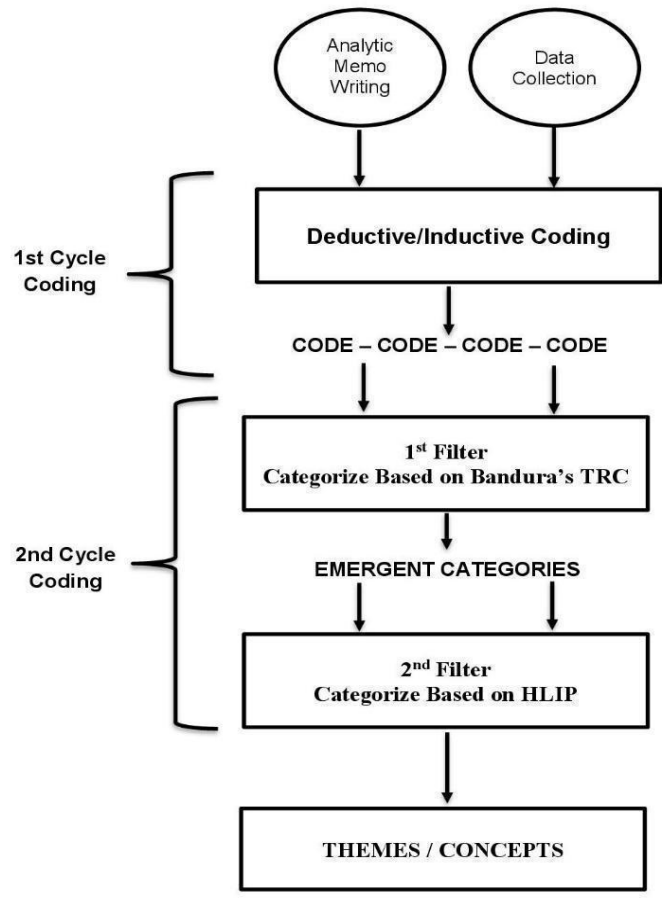 Analytic
Memo
Writing
Data
Collection
Deductive/Inductive Coding
1st Cycle
Coding
CODE – CODE – CODE – CODE
1st Filter
Categorize Based on Bandura's TRC
2nd Cycle
Coding
EMERGENT CATEGORIES
2nd Filter
Categorize Based on HLIP
THEMES / CONCEPTS